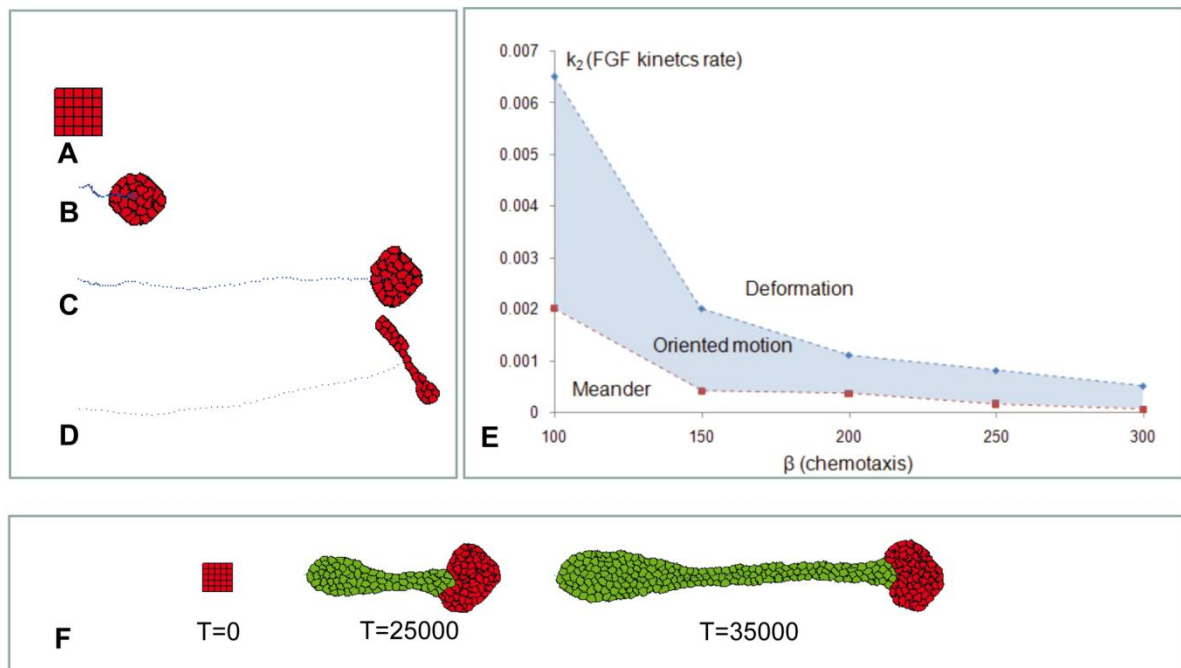 A
B
C
D
0.007
k₂ (FGF kinetcs rate)
0.006
0.005
0.004
0.003
Deformation
0.002
Oriented motion
0.001
Meander
0
E
100
150
200
250
300
β (chemotaxis)
F
T=0
T=25000
T=35000